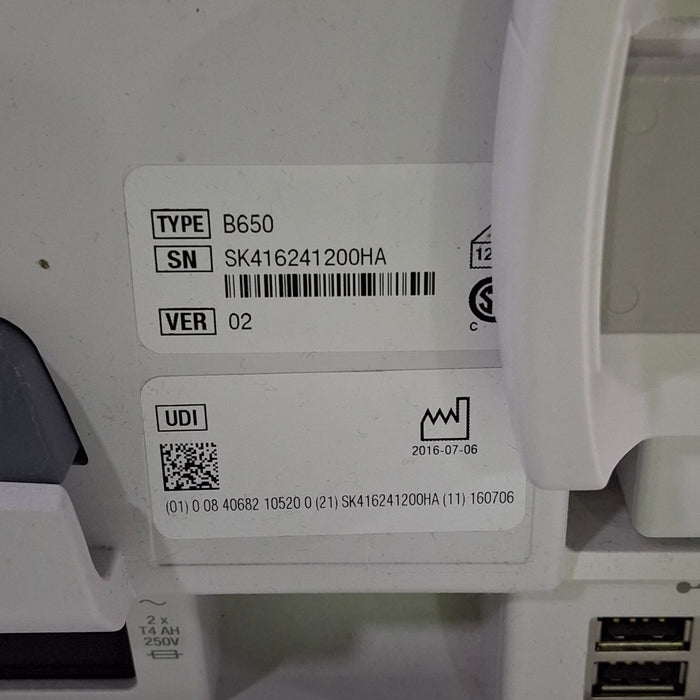 TYPE B650
SN SK416241200HA
12
C
VER 02
UDI
2016-07-06
(01) 0 08 40682 10520 0 (21) SK416241200HA (11) 160706
2 x
T4 AH
250V